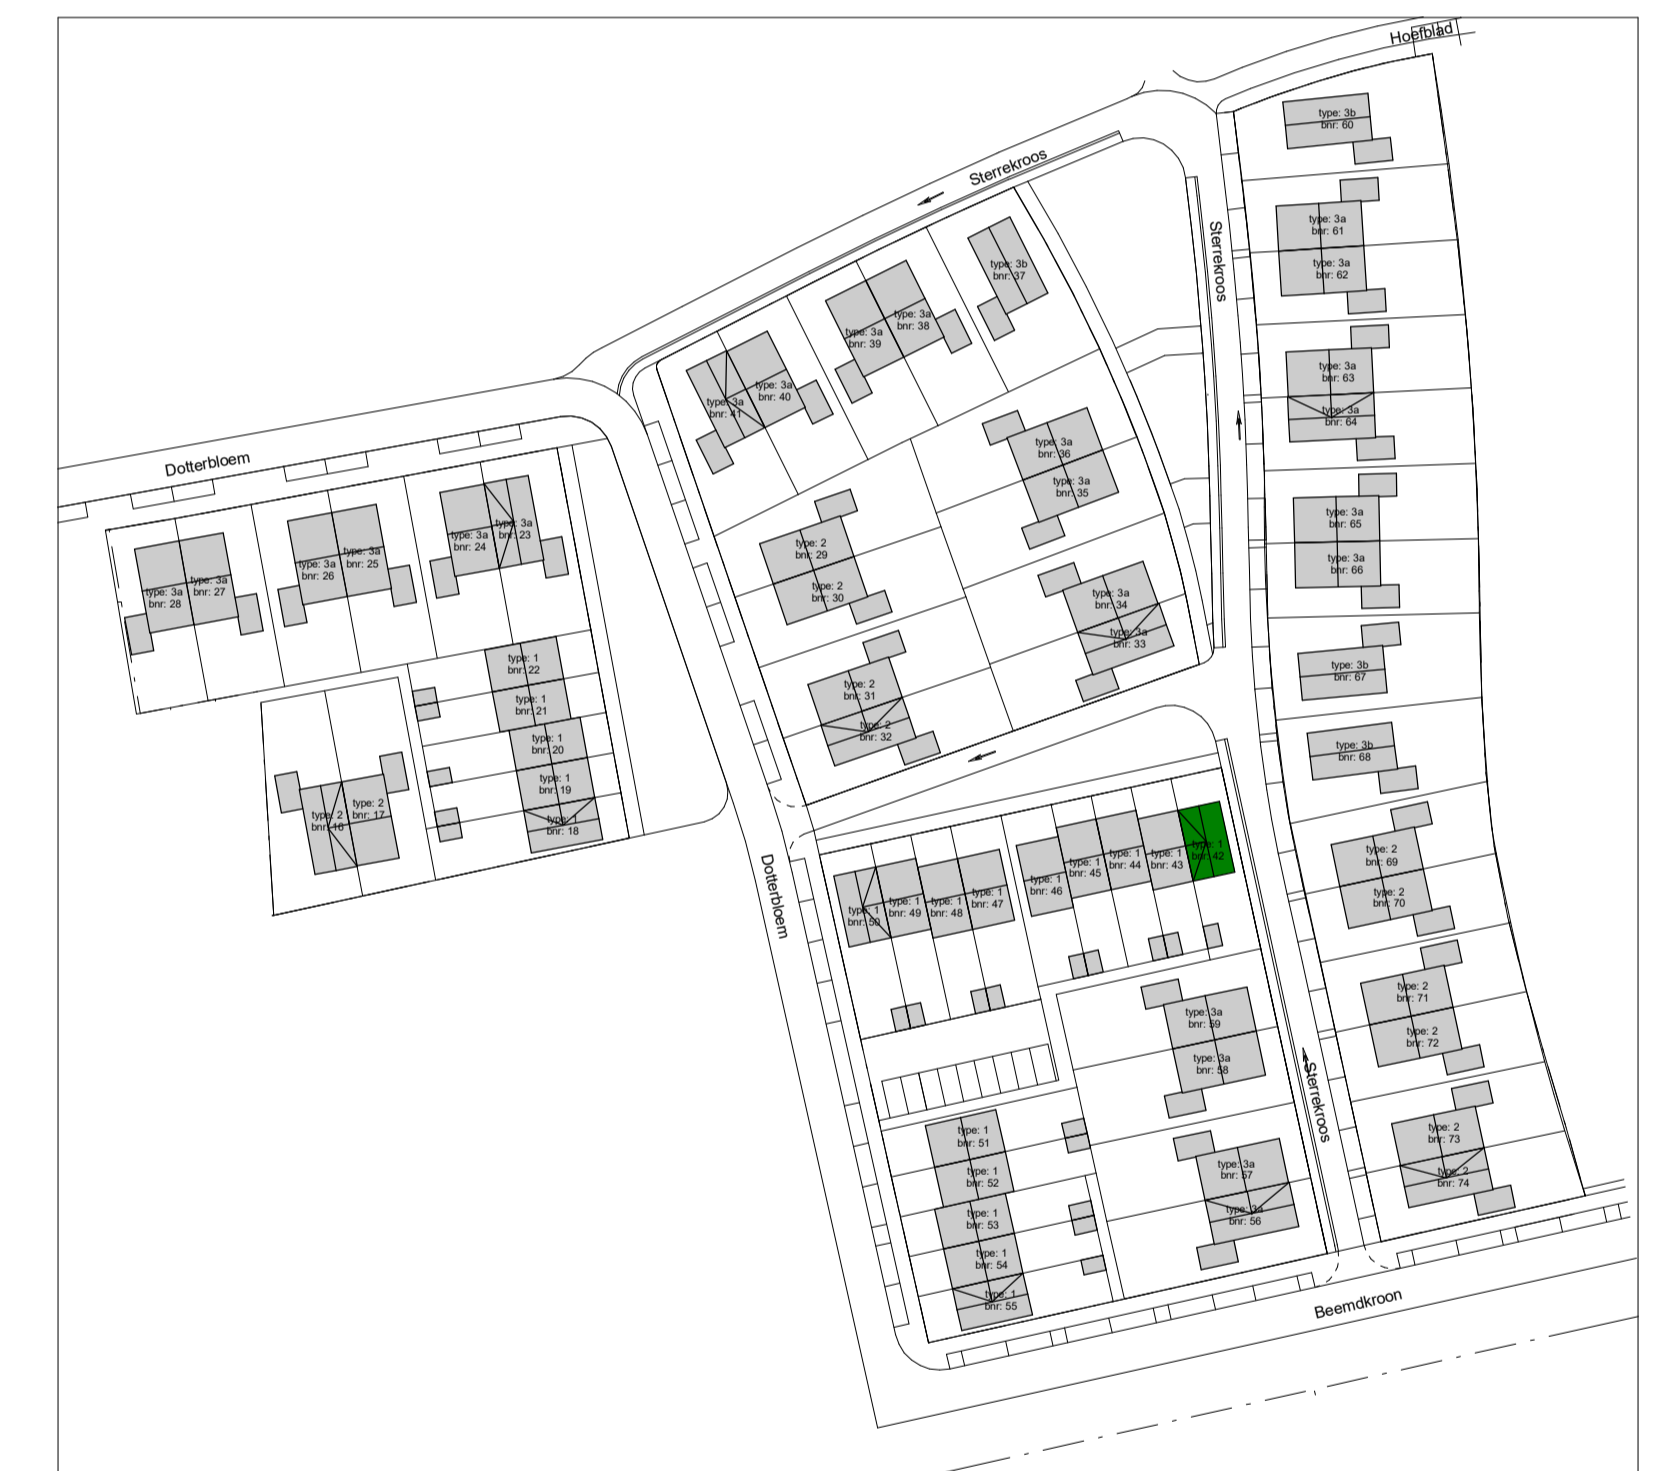 Hoefblad
type: 3b
bnr: 60
Sterrekroos
type: 3a
bnr: 61
type: 3a
bnr: 62
Sterrekroos
type: 3b
bnr: 37
type: 3a
bnr: 38
type: 3a
bnr: 39
type: 3a
bnr: 40
type: 3a
bnr: 41
type: 3a
bnr: 63
type: 3a
bnr: 64
Dotterbloem
type: 3a
bnr: 36
type: 3a
bnr: 35
type: 3a
bnr: 65
type: 3a
bnr: 66
type: 3a
bnr: 23
type: 3a
bnr: 24
type: 3a
bnr: 25
type: 3a
bnr: 26
type: 3a
bnr: 27
type: 3a
bnr: 28
type: 2
bnr: 29
type: 2
bnr: 30
type: 3a
bnr: 34
type: 3a
bnr: 33
type: 1
bnr: 22
type: 1
bnr: 21
type: 1
bnr: 20
type: 1
bnr: 19
type: 1
bnr: 18
type: 2
bnr: 31
type: 2
bnr: 32
type: 3b
bnr: 67
type: 3b
bnr: 68
type: 2
bnr: 17
type: 2
bnr: 16
type: 2
bnr: 69
type: 2
bnr: 70
Dotterbloem
type: 1
bnr: 42
type: 1
bnr: 43
type: 1
bnr: 44
type: 1
bnr: 45
type: 1
bnr: 46
type: 1
bnr: 47
type: 1
bnr: 48
type: 1
bnr: 49
type: 1
bnr: 50
type: 2
bnr: 71
type: 2
bnr: 72
type: 3a
bnr: 59
type: 3a
bnr: 58
Sterrekroos
type: 1
bnr: 51
type: 1
bnr: 52
type: 1
bnr: 53
type: 1
bnr: 54
type: 1
bnr: 55
type: 3a
bnr: 57
type: 3a
bnr: 56
type: 2
bnr: 73
type: 2
bnr: 74
Beemdkroon